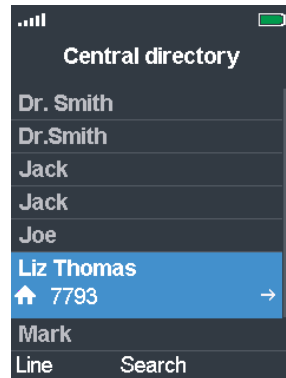 Central directory
Dr. Smith
Dr.Smith
Jack
Jack
Joe
Liz Thomas
7793
Mark
Line Search